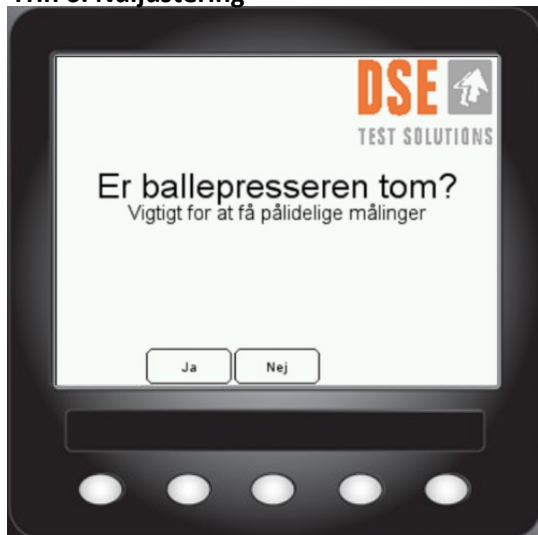 DSE
TEST SOLUTIONS
Er ballepresseren tom?
Vigtigt for at få pålidelige målinger
Ja
Nej